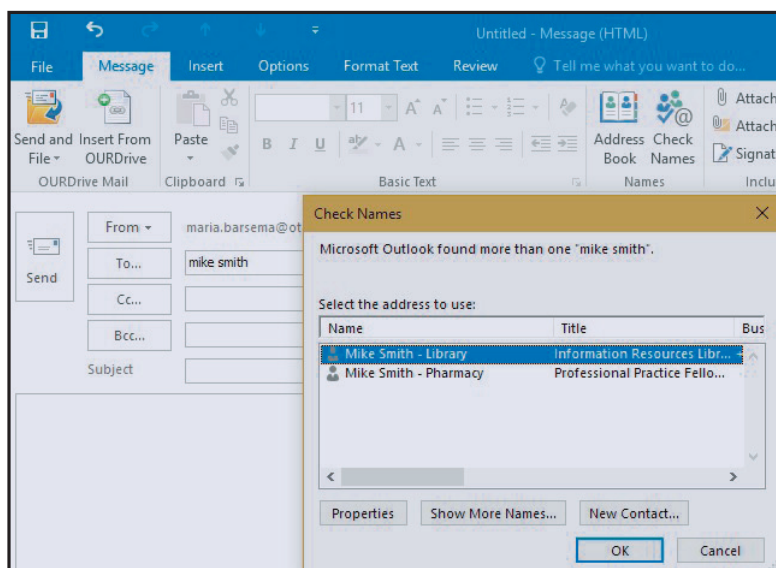 Untitled - Message (HTML)
File Message Insert Options Format Text Review Tell me what you want to do...
11 A A
Attach
Send and File Insert From OURDrive Paste B I U A Address Book Check Names Attach
Signat
OURDrive Mail Clipboard Basic Text Names Inclu
From maria.barsema@ot
To... mike smith
Send
Cc...
Bcc...
Subject
Check Names
Microsoft Outlook found more than one "mike smith".
Select the address to use:
Name Title Bus
Mike Smith - Library Information Resources Libr...
Mike Smith - Pharmacy Professional Practice Fello...
Properties Show More Names... New Contact...
OK Cancel